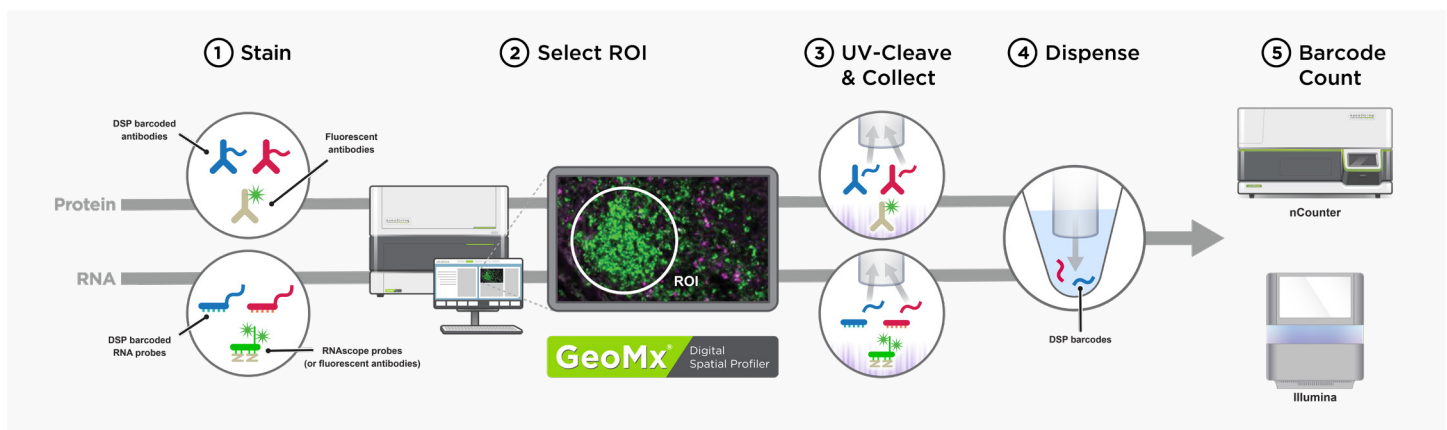 1 Stain
2 Select ROI
3 UV-Cleave
& Collect
4 Dispense
5 Barcode
Count
DSP barcoded
antibodies
Fluorescent
antibodies
Protein
RNA
DSP barcoded
RNA probes
RNAscope probes
(or fluorescent antibodies)
ROI
GeoMx®
Digital
Spatial Profiler
DSP barcodes
nCounter
Illumina